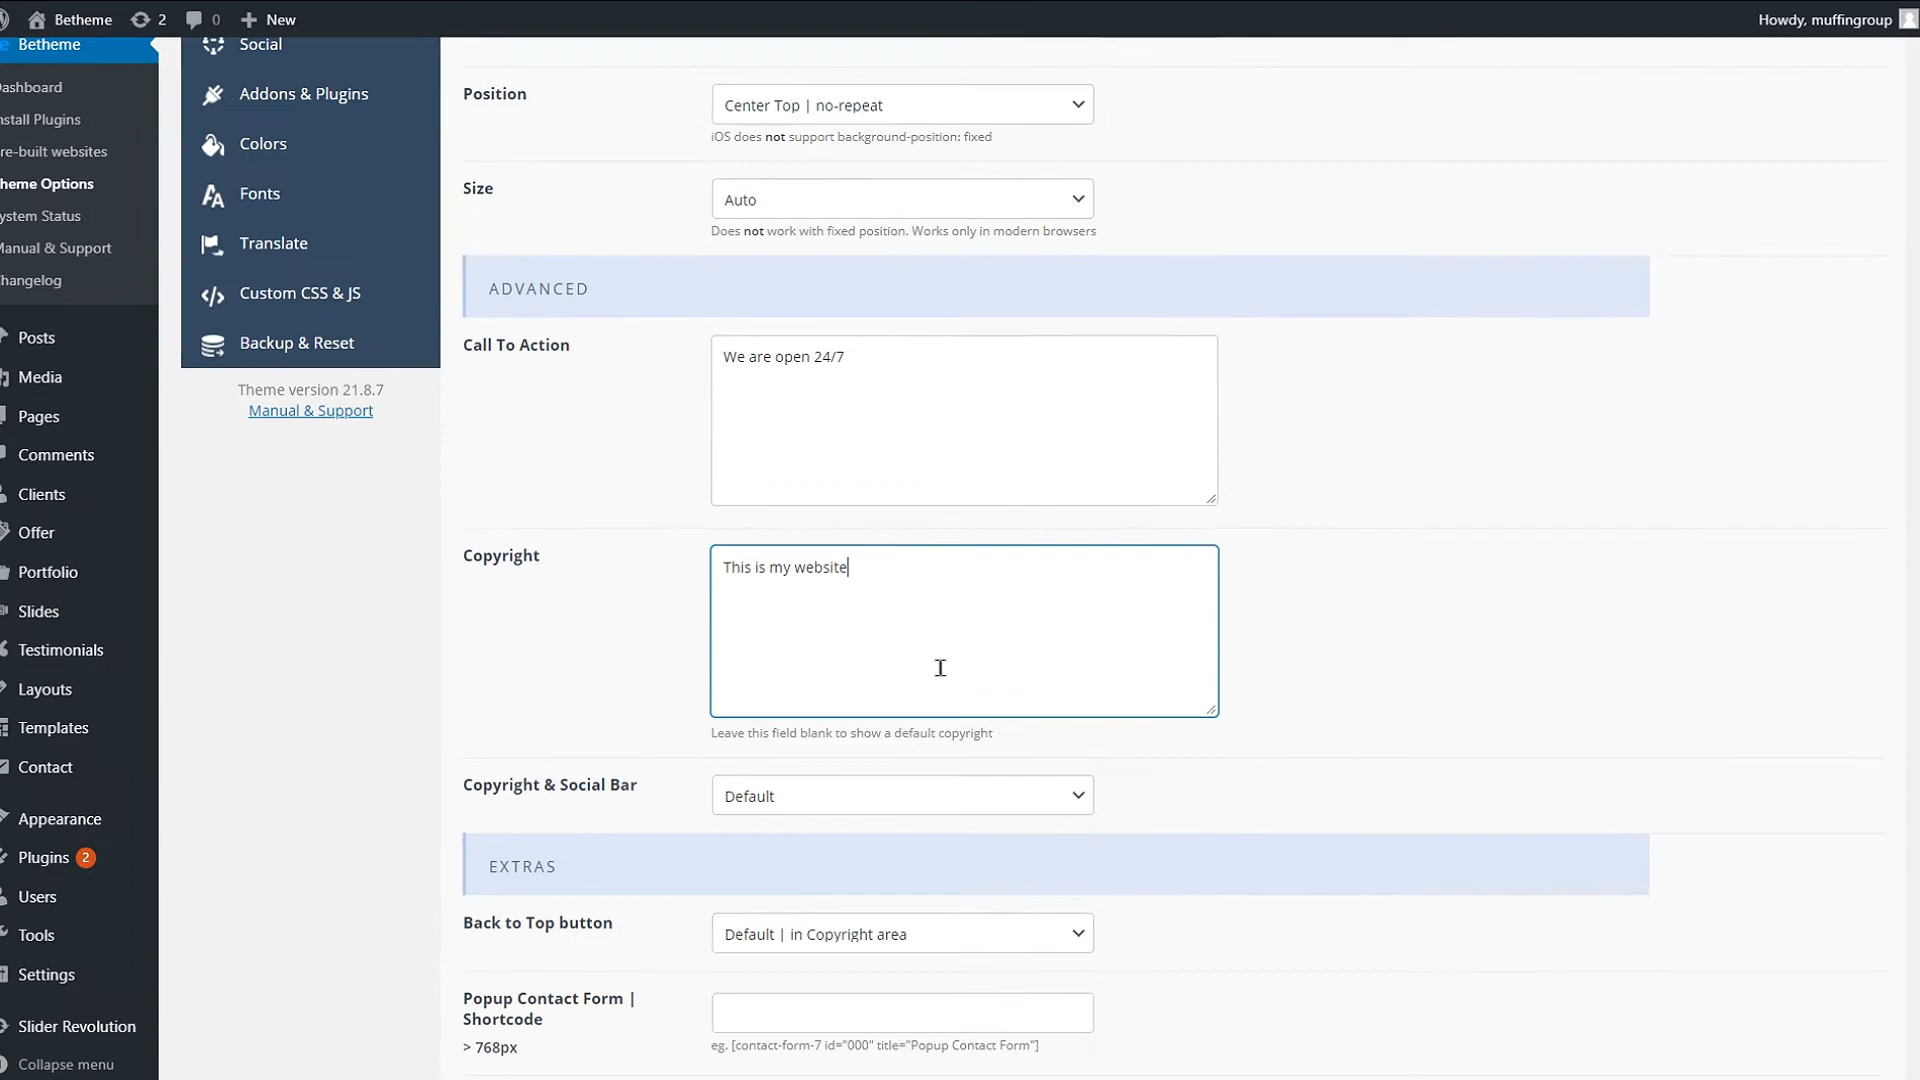 Betheme 2 0 New Howdy, muffingroup
Betheme
ashboard
nstall Plugins
re-built websites
heme Options
ystem Status
Manual & Support
hangelog
Posts
Media
Pages
Comments
Clients
Offer
Portfolio
Slides
Testimonials
Layouts
Templates
Contact
Appearance
Plugins 2
Users
Tools
Settings
Slider Revolution
Collapse menu
Social
Addons & Plugins
Colors
Fonts
Translate
Custom CSS & JS
Backup & Reset
Theme version 21.8.7
Manual & Support
Position
Center Top | no-repeat
iOS does not support background-position: fixed
Size
Auto
Does not work with fixed position. Works only in modern browsers
ADVANCED
Call To Action
We are open 24/7
Copyright
This is my website
Leave this field blank to show a default copyright
Copyright & Social Bar
Default
EXTRAS
Back to Top button
Default | in Copyright area
Popup Contact Form |
Shortcode
> 768px
eg. [contact-form-7 id="000" title="Popup Contact Form"]